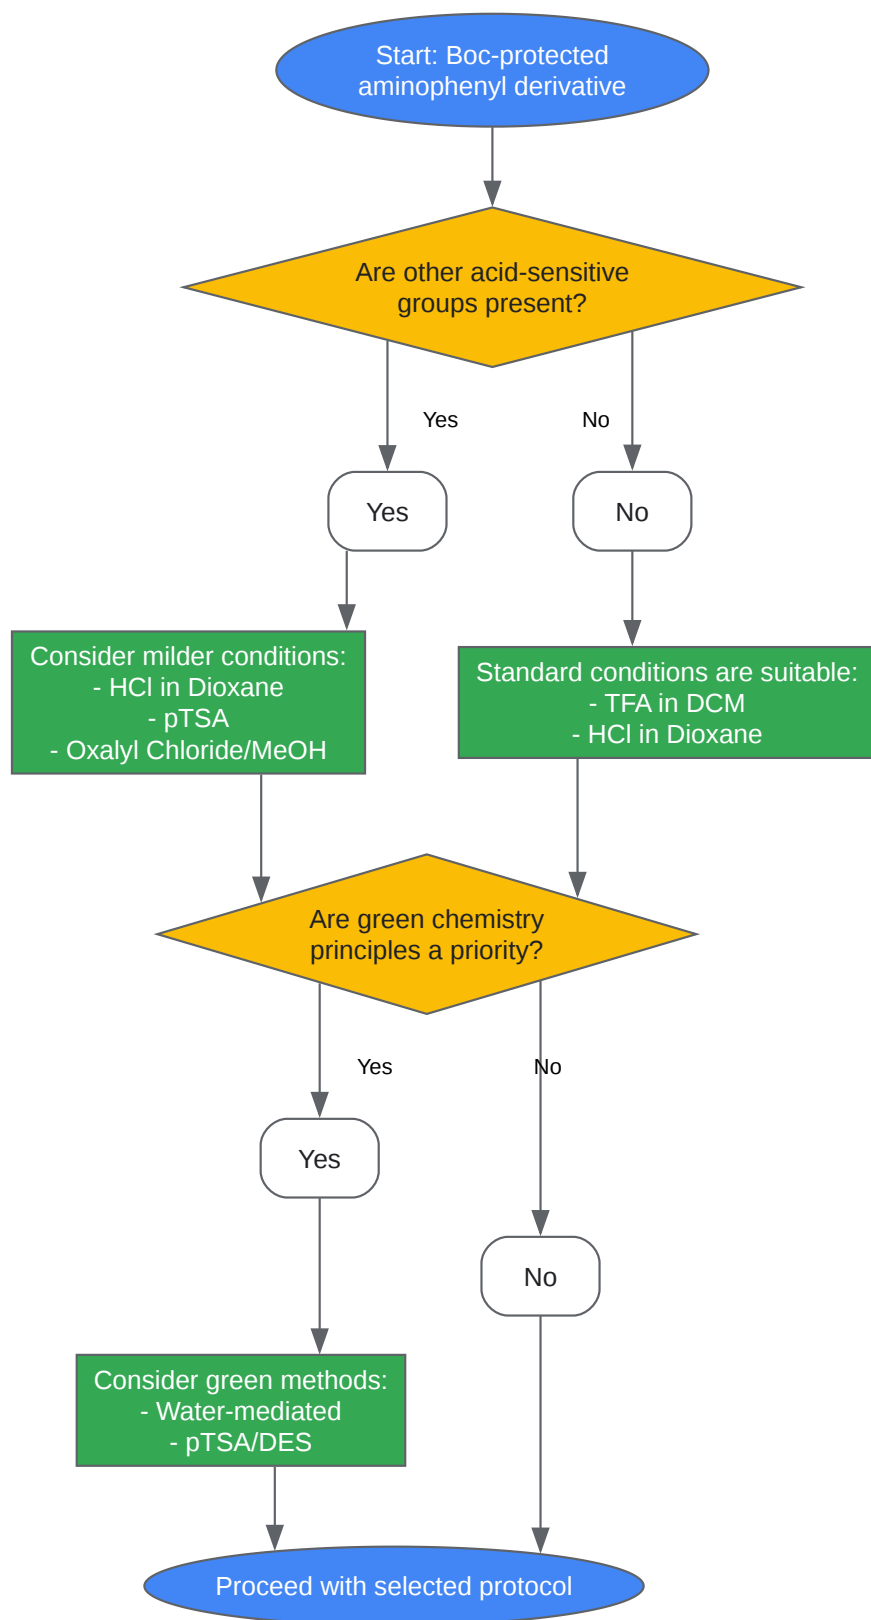 Start: Boc-protected
aminophenyl derivative
Are other acid-sensitive
groups present?
Yes
No
Yes
No
Consider milder conditions:
- HCl in Dioxane
- pTSA
- Oxalyl Chloride/MeOH
Standard conditions are suitable:
- TFA in DCM
- HCl in Dioxane
Are green chemistry
principles a priority?
Yes
No
Yes
No
Consider green methods:
- Water-mediated
- pTSA/DES
Proceed with selected protocol